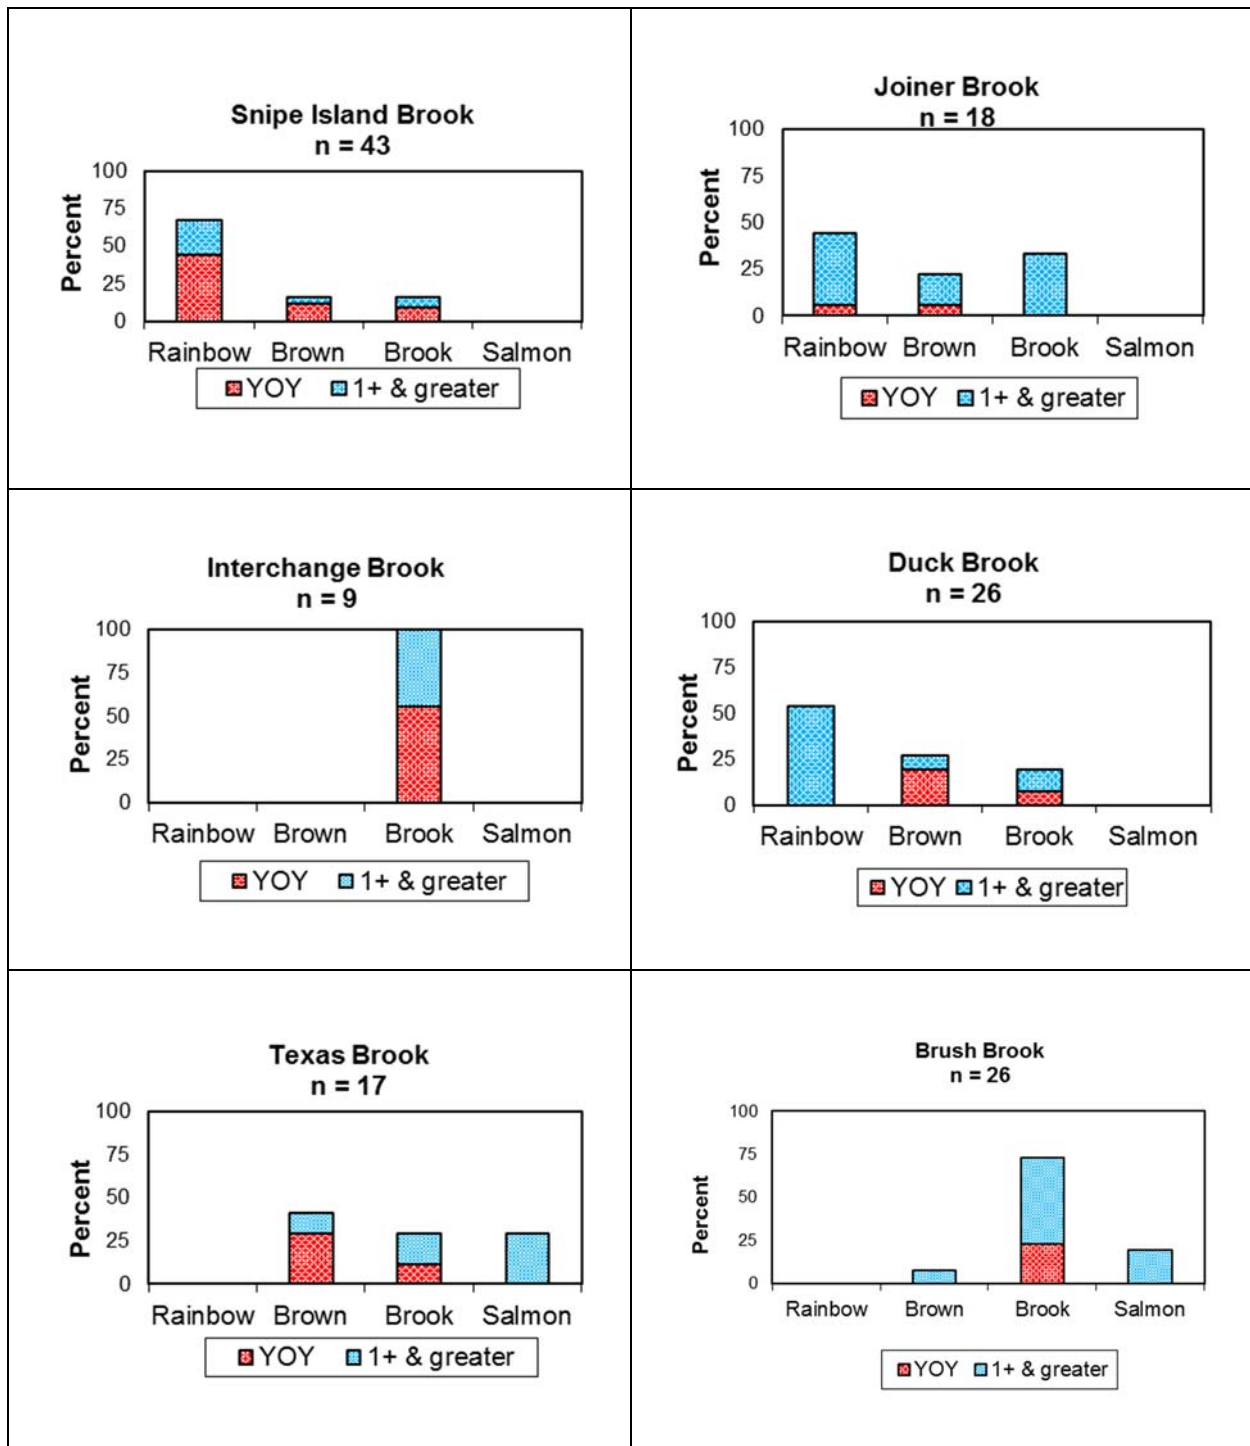 Snipe Island Brook
n = 43
Percent
100
75
50
25
0
Rainbow Brown Brook Salmon
YOY 1+ & greater
Joiner Brook
n = 18
Percent
100
75
50
25
0
Rainbow Brown Brook Salmon
YOY 1+ & greater
Interchange Brook
n = 9
Percent
100
75
50
25
0
Rainbow Brown Brook Salmon
YOY 1+ & greater
Duck Brook
n = 26
Percent
100
75
50
25
0
Rainbow Brown Brook Salmon
YOY 1+ & greater
Texas Brook
n = 17
Percent
100
75
50
25
0
Rainbow Brown Brook Salmon
YOY 1+ & greater
Brush Brook
n = 26
Percent
100
75
50
25
0
Rainbow Brown Brook Salmon
YOY 1+ & greater